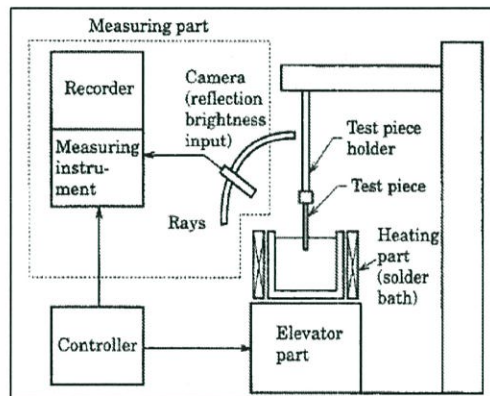 Measuring part
Recorder
Measuring
instru-
ment
Camera
(reflection
brightness
input)
Rays
Test piece
holder
Test piece
Heating
part
(solder
bath)
Controller
Elevator
part